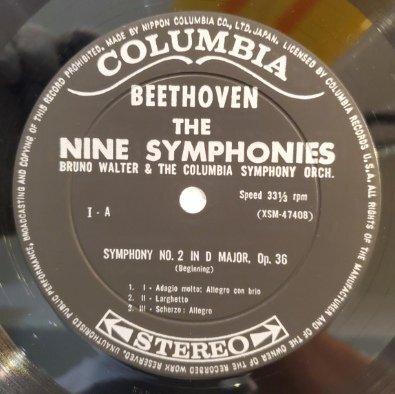 MADE BY NIPPON COLUMBIA CO., LTD, JAPAN. LICENSED BY COLUMBIA RECORDS U.S.A. ALL RIGHTS OF THE MANUFACTURER AND OF THE OWNER OF THE RECORDED WORK RESERVED. UNAUTHORISED PUBLIC PERFORMANCE, BROADCASTING AND COPYING OF THIS RECORD PROHIBITED.
COLUMBIA
BEETHOVEN
THE
NINE SYMPHONIES
BRUNO WALTER & THE COLUMBIA SYMPHONY ORCH.
Speed 33⅓ rpm
I - A
(XSM-47408)
SYMPHONY NO. 2 IN D MAJOR, Op. 36
(Beginning)
1. I - Adagio molto: Allegro con brio
2. II - Larghetto
3. III - Scherzo: Allegro
STEREO